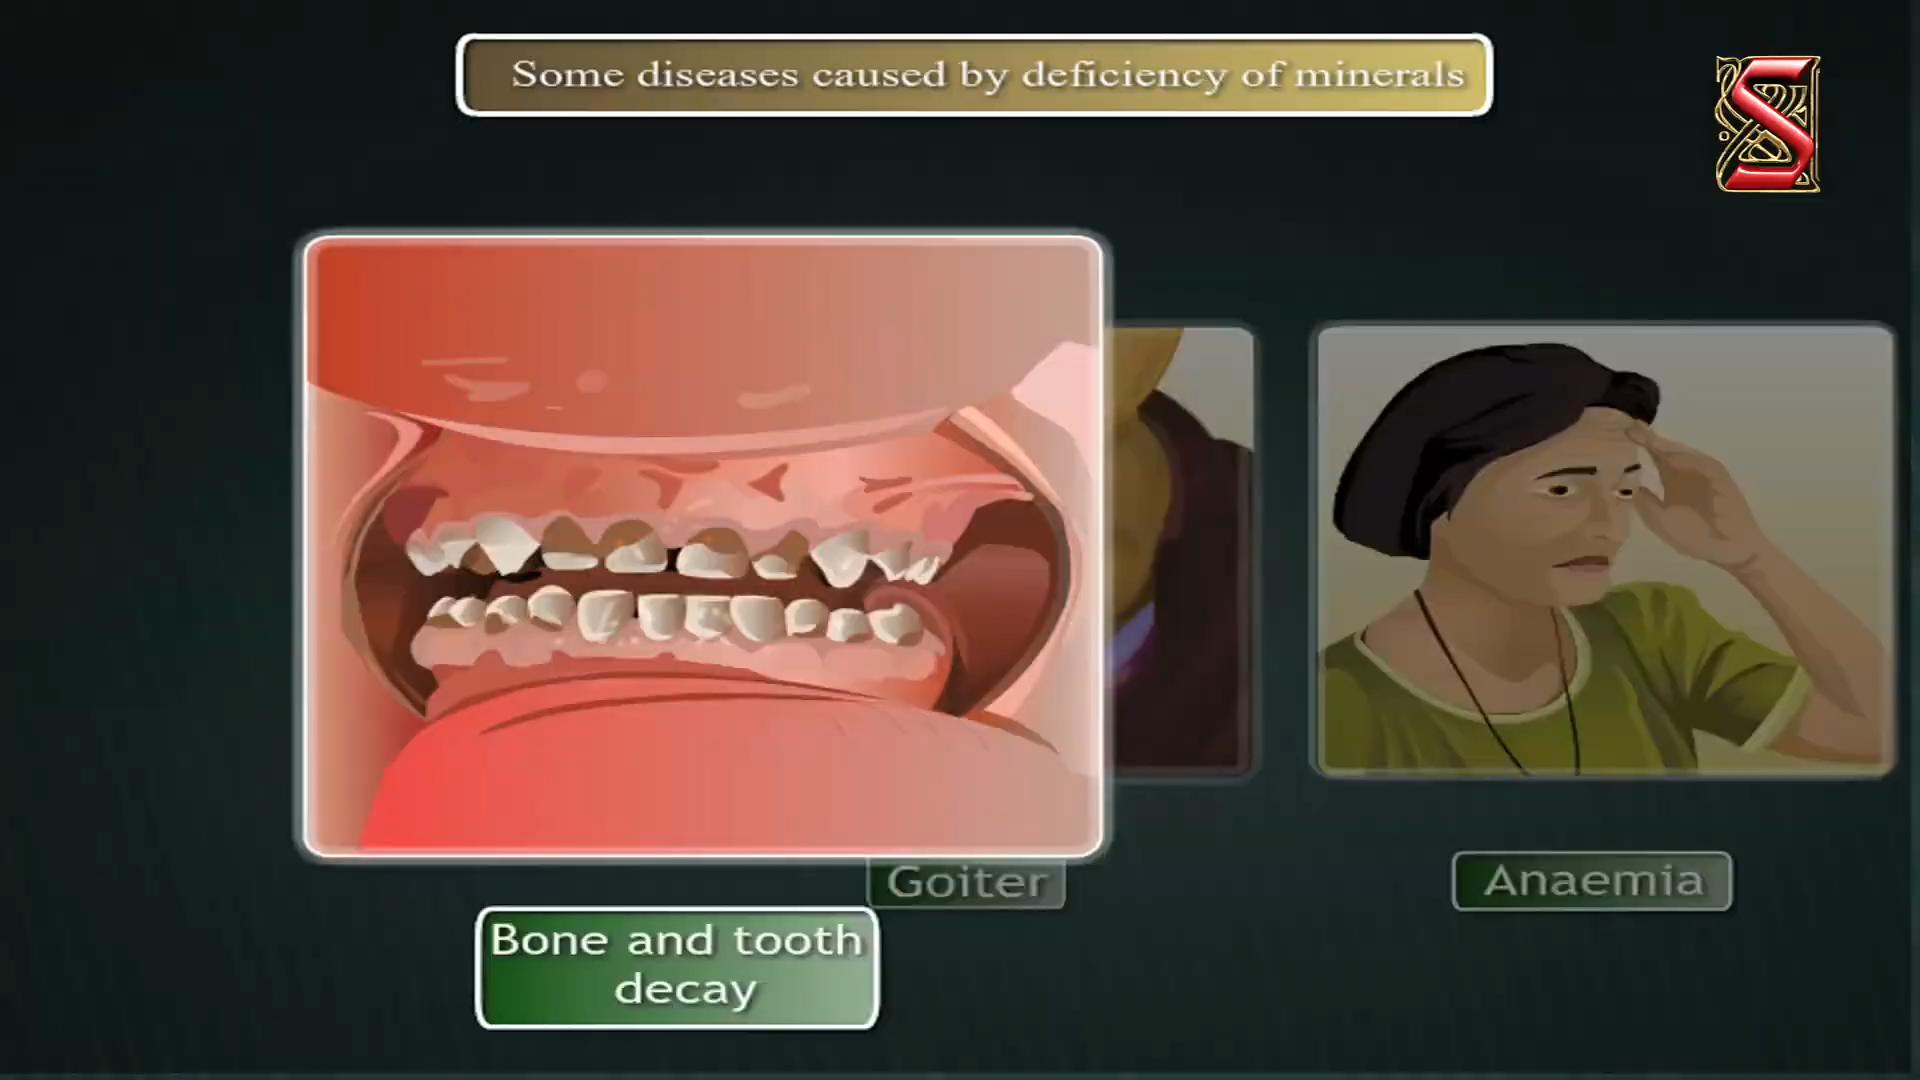 Some diseases caused by deficiency of minerals
S
Goiter
Anaemia
Bone and tooth
decay